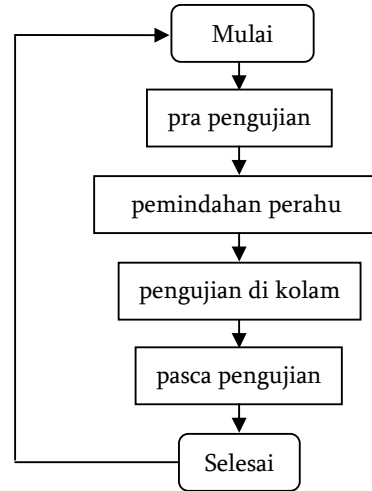 Mulai
pra pengujian
pemindahan perahu
pengujian di kolam
pasca pengujian
Selesai